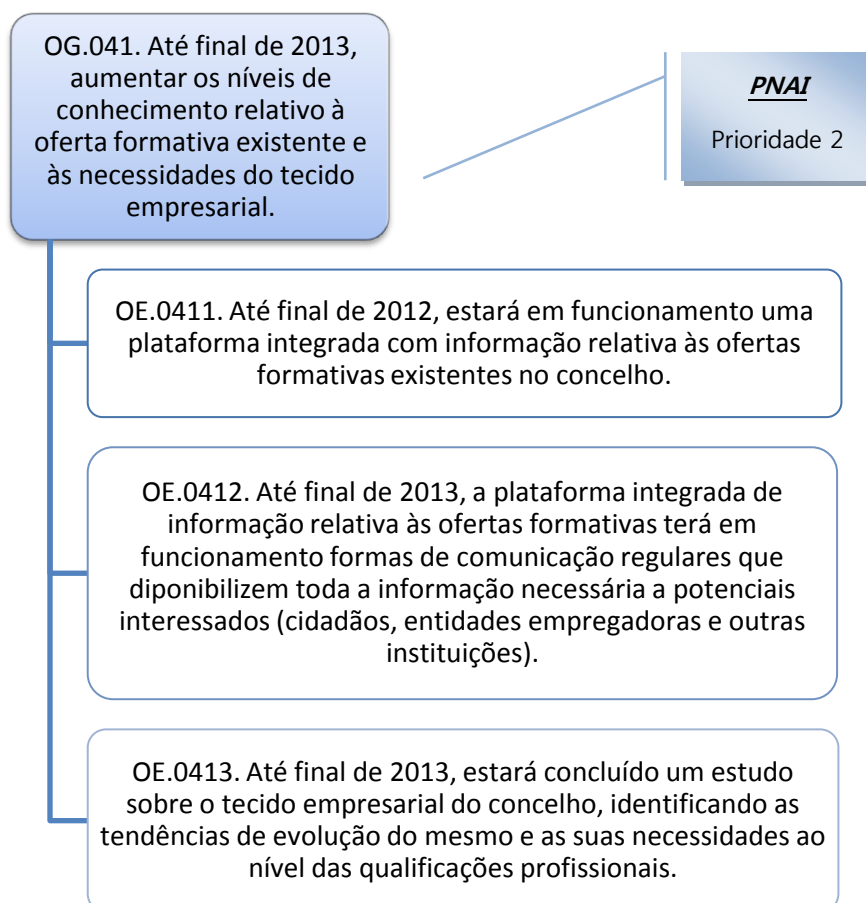 OG.041. Até final de 2013,
aumentar os níveis de
conhecimento relativo à
oferta formativa existente e
às necessidades do tecido
empresarial.
PNAI
Prioridade 2
OE.0411. Até final de 2012, estará em funcionamento uma
plataforma integrada com informação relativa às ofertas
formativas existentes no concelho.
OE.0412. Até final de 2013, a plataforma integrada de
informação relativa às ofertas formativas terá em
funcionamento formas de comunicação regulares que
diponibilizem toda a informação necessária a potenciais
interessados (cidadãos, entidades empregadoras e outras
instituições).
OE.0413. Até final de 2013, estará concluído um estudo
sobre o tecido empresarial do concelho, identificando as
tendências de evolução do mesmo e as suas necessidades ao
nível das qualificações profissionais.